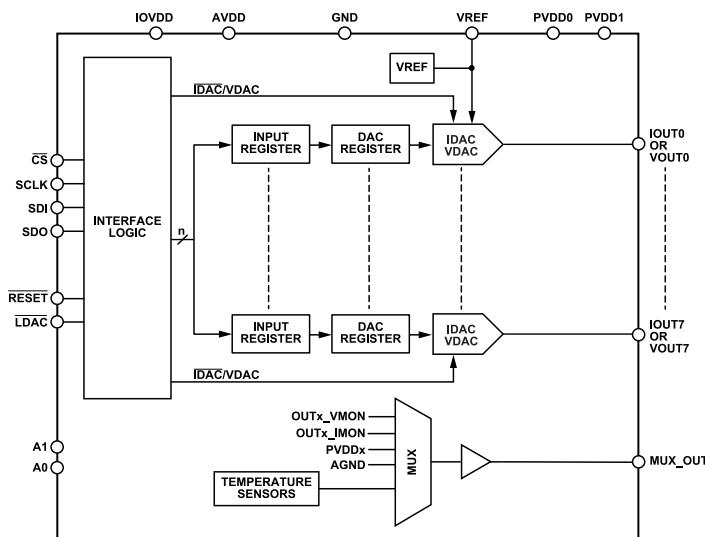 IOVDD
AVDD
GND
VREF
PVDD0
PVDD1
VREF
IDAC/VDAC
INPUT
REGISTER
DAC
REGISTER
IDAC
VDAC
IOUT0
OR
VOUT0
CS
SCLK
SDI
SDO
INTERFACE
LOGIC
n
RESET
LDAC
INPUT
REGISTER
DAC
REGISTER
IDAC
VDAC
IOUT7
OR
VOUT7
IDAC/VDAC
A1
A0
OUTx_VMON
OUTx_IMON
PVDDx
AGND
TEMPERATURE
SENSORS
MUX
MUX_OUT